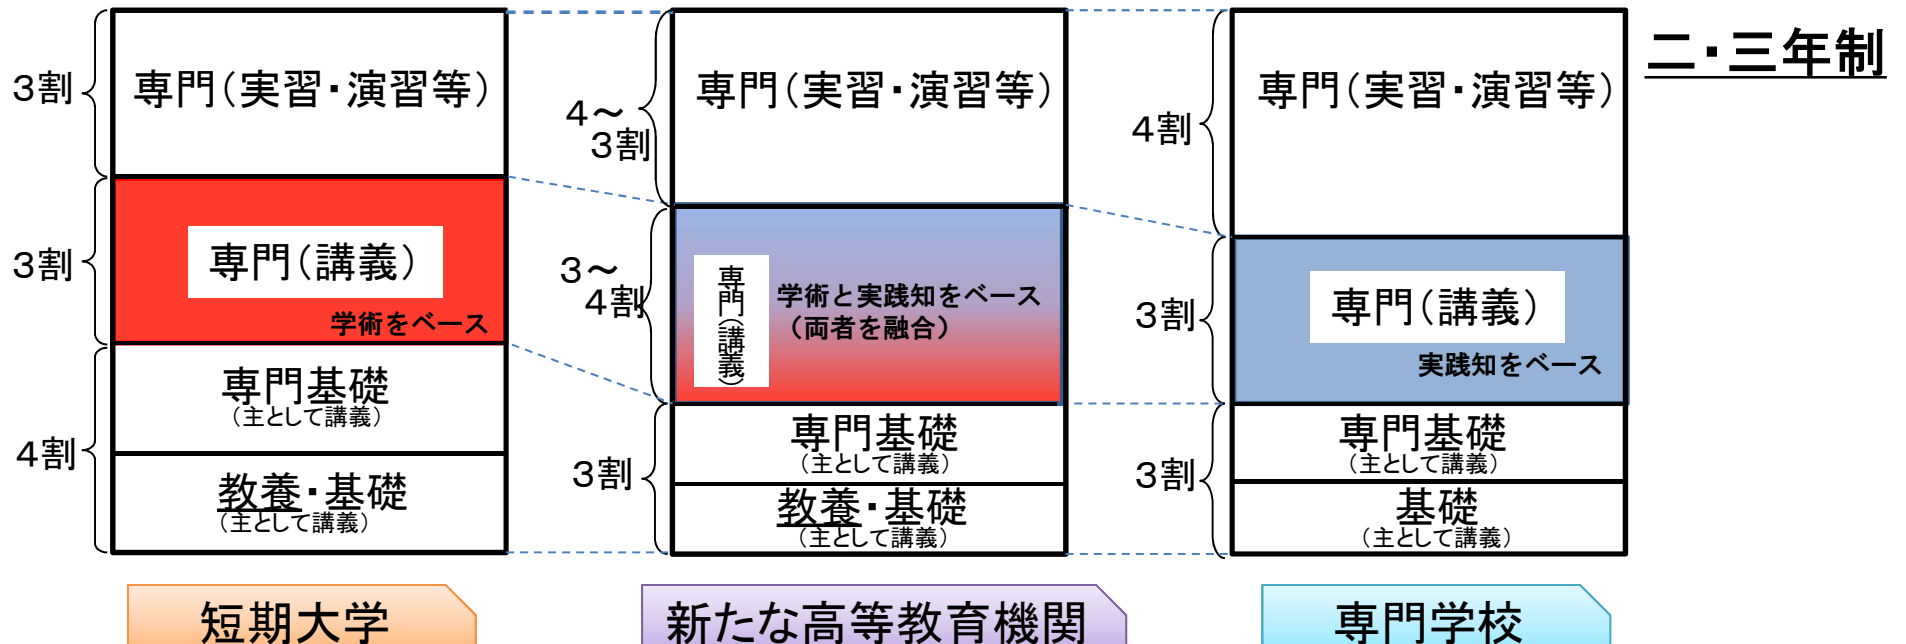 二・三年制
3割
専門(実習・演習等)
3割
専門(講義)
学術をベース
4割
専門基礎
(主として講義)
教養・基礎
(主として講義)
短期大学
4～
3割
専門(実習・演習等)
3～
4割
専門(講義)
学術と実践知をベース
(両者を融合)
3割
専門基礎
(主として講義)
教養・基礎
(主として講義)
新たな高等教育機関
4割
専門(実習・演習等)
3割
専門(講義)
実践知をベース
3割
専門基礎
(主として講義)
基礎
(主として講義)
専門学校